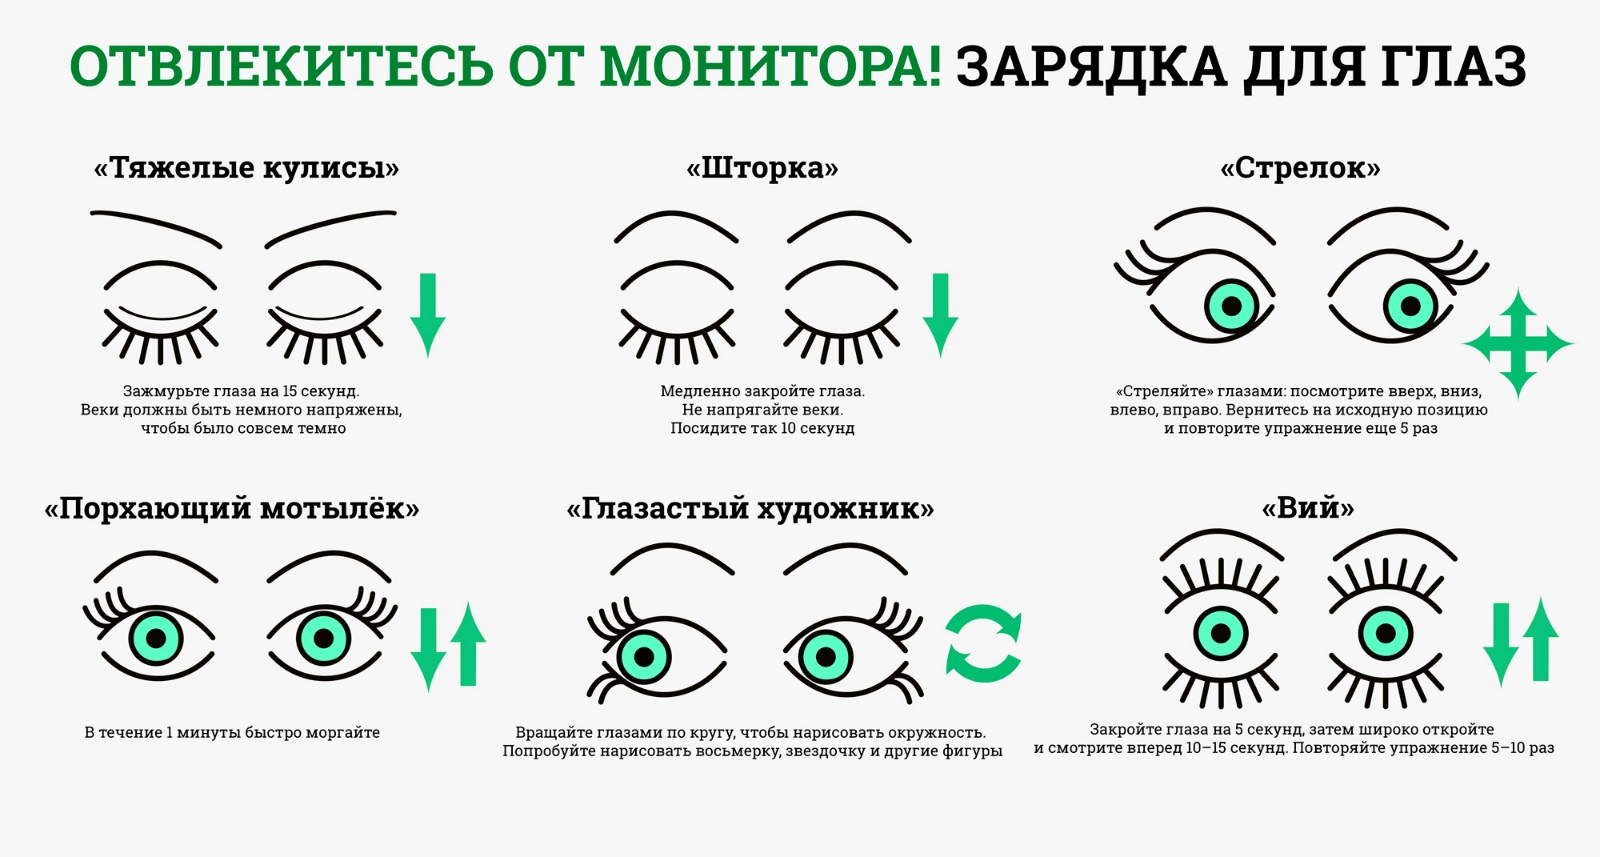 ОТВЛЕКИТЕСЬ ОТ МОНИТОРА! ЗАРЯДКА ДЛЯ ГЛАЗ
«Тяжелые кулисы»
Зажмурьте глаза на 15 секунд.
Веки должны быть немного напряжены,
чтобы было совсем темно
«Шторка»
Медленно закройте глаза.
Не напрягайте веки.
Посидите так 10 секунд
«Стрелок»
«Стреляйте» глазами: посмотрите вверх, вниз,
влево, вправо. Вернитесь на исходную позицию
и повторите упражнение еще 5 раз
«Порхающий мотылёк»
В течение 1 минуты быстро моргайте
«Глазастый художник»
Вращайте глазами по кругу, чтобы нарисовать окружность.
Попробуйте нарисовать восьмерку, звездочку и другие фигуры
«Вий»
Закройте глаза на 5 секунд, затем широко откройте
и смотрите вперед 10–15 секунд. Повторяйте упражнение 5–10 раз